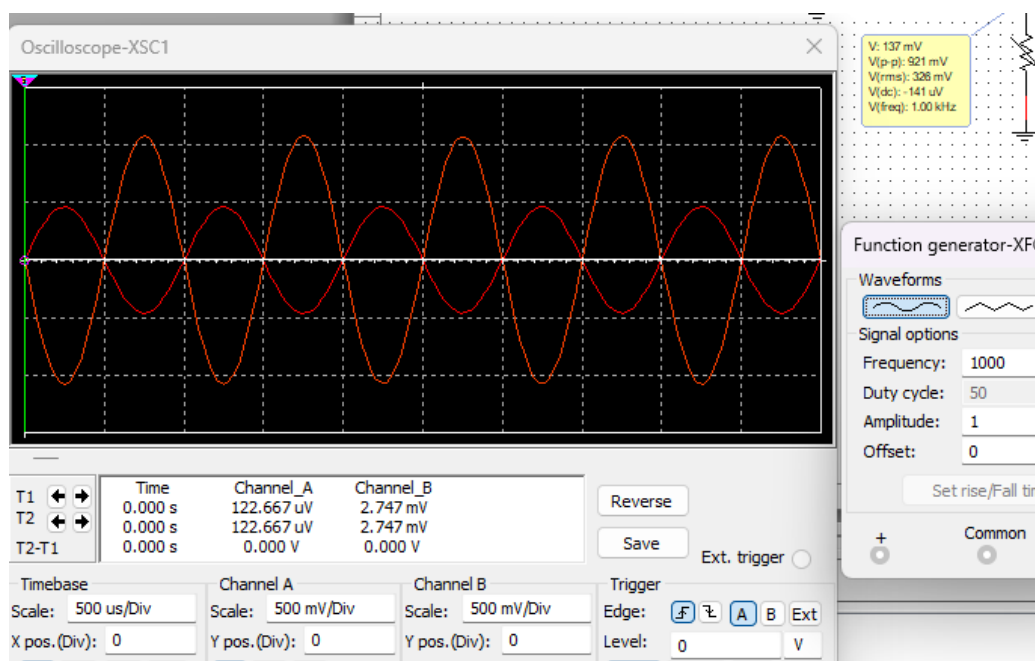 Oscilloscope-XSC1
V: 137 mV
V(p-p): 921 mV
V(rms): 326 mV
V(dc): -141 uV
V(freq): 1.00 kHz
Function generator-XF
Waveforms
Signal options
Frequency: 1000
Duty cycle: 50
Amplitude: 1
Offset: 0
Set rise/Fall ti
+ Common
Time Channel_A Channel_B
T1 0.000 s 122.667 uV 2.747 mV
T2 0.000 s 122.667 uV 2.747 mV
T2-T1 0.000 s 0.000 V 0.000 V
Reverse
Save
Ext. trigger
Timebase
Scale: 500 us/Div
X pos.(Div): 0
Channel A
Scale: 500 mV/Div
Y pos.(Div): 0
Channel B
Scale: 500 mV/Div
Y pos.(Div): 0
Trigger
Edge: A B Ext
Level: 0 V